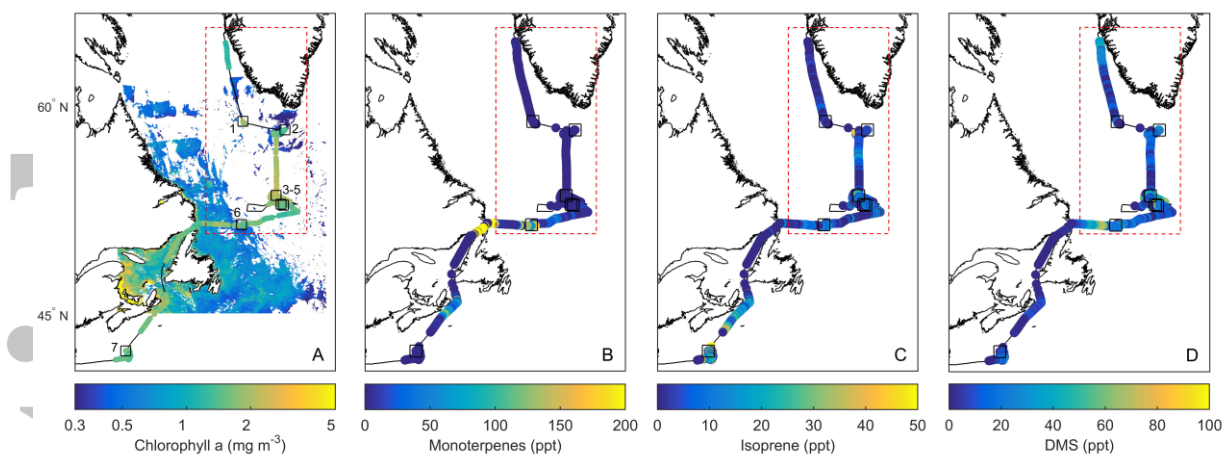 60° N
45° N
1
2
3-5
6
7
A
B
C
D
0.3 0.5 1 2 5
Chlorophyll a (mg m-3)
0 50 100 150 200
Monoterpenes (ppt)
0 10 20 30 40 50
Isoprene (ppt)
0 20 40 60 80 100
DMS (ppt)